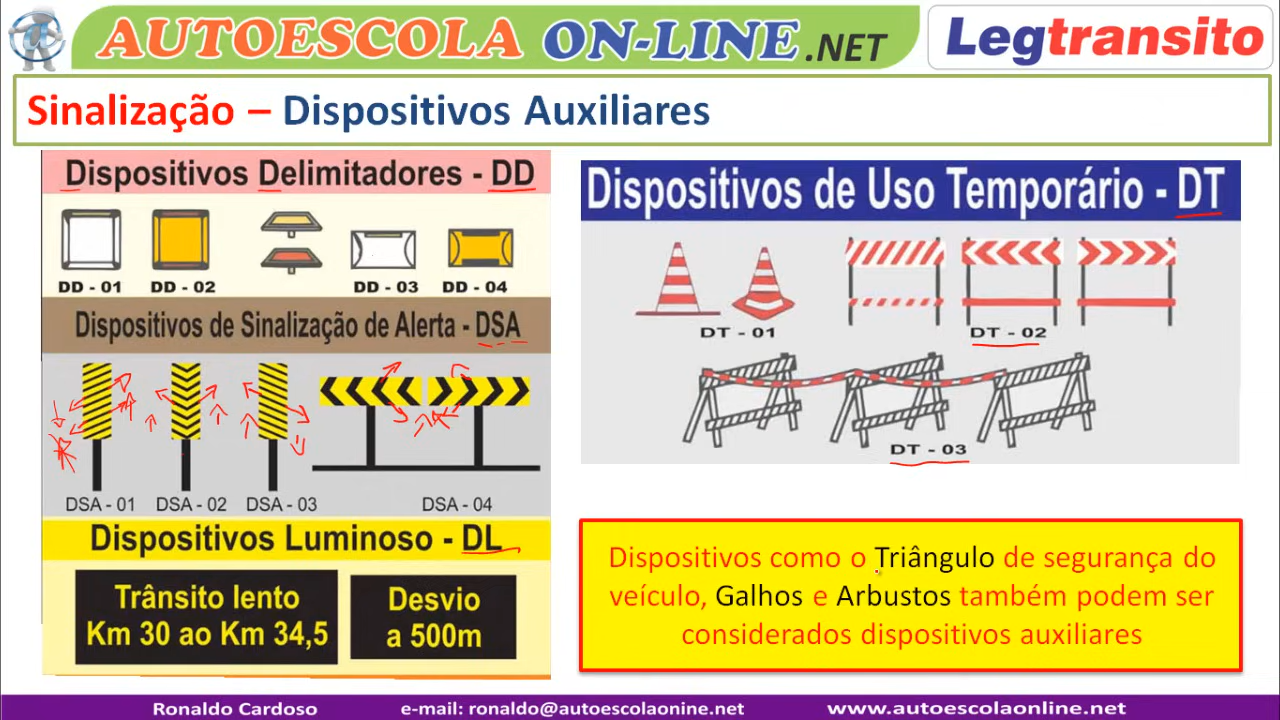 AUTOESCOLA ON-LINE.NET
Legtransito
Sinalização – Dispositivos Auxiliares
Dispositivos Delimitadores - DD
DD - 01
DD - 02
DD - 03
DD - 04
Dispositivos de Sinalização de Alerta - DSA
DSA - 01
DSA - 02
DSA - 03
DSA - 04
Dispositivos Luminoso - DL
Trânsito lento
Km 30 ao Km 34,5
Desvio
a 500m
Dispositivos de Uso Temporário - DT
DT - 01
DT - 02
DT - 03
Dispositivos como o Triângulo de segurança do
veículo, Galhos e Arbustos também podem ser
considerados dispositivos auxiliares
Ronaldo Cardoso
e-mail: ronaldo@autoescolaonine.net
www.autoescolaonline.net